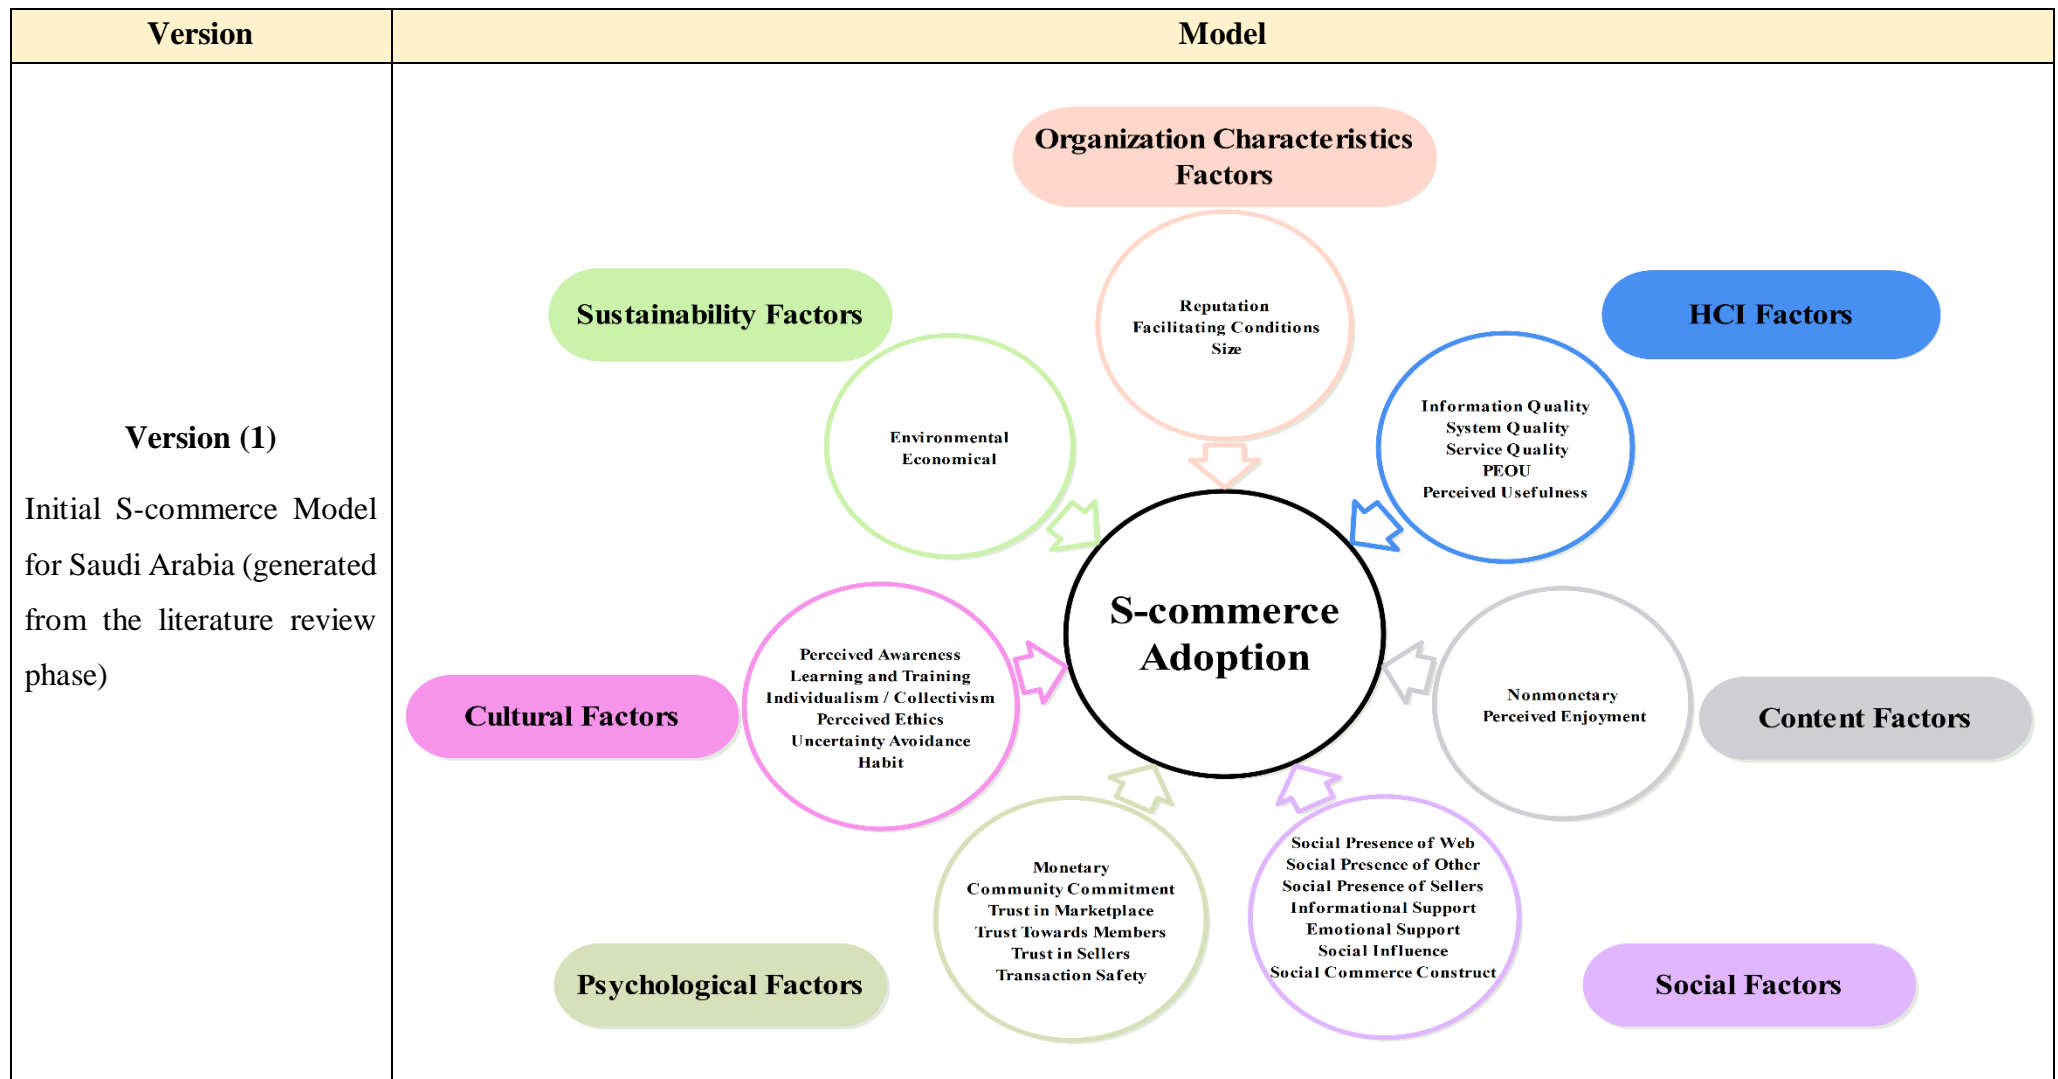 Version
Model
Version (1)
Initial S-commerce Model
for Saudi Arabia (generated
from the literature review
phase)
Organization Characteristics
Factors
Reputation
Facilitating Conditions
Size
Sustainability Factors
Environmental
Economical
HCI Factors
Information Quality
System Quality
Service Quality
PEOU
Perceived Usefulness
S-commerce
Adoption
Cultural Factors
Perceived Awareness
Learning and Training
Individualism / Collectivism
Perceived Ethics
Uncertainty Avoidance
Habit
Nonmonetary
Perceived Enjoyment
Content Factors
Psychological Factors
Monetary
Community Commitment
Trust in Marketplace
Trust Towards Members
Trust in Sellers
Transaction Safety
Social Presence of Web
Social Presence of Other
Social Presence of Sellers
Informational Support
Emotional Support
Social Influence
Social Commerce Construct
Social Factors